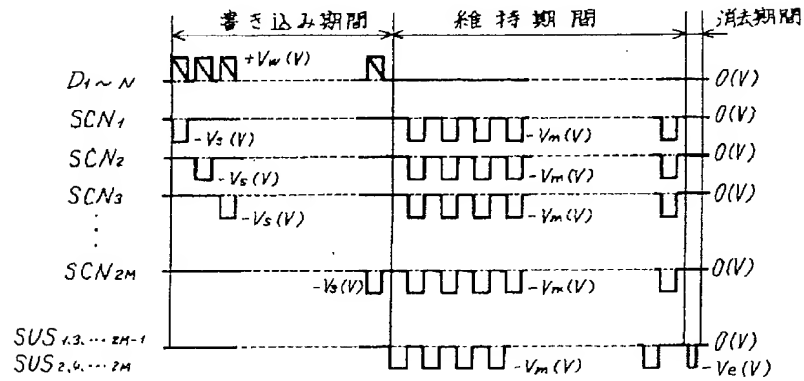 書き込み期間 維持期間 消去期間
D1~N +Vw(V) 0(V)
SCN1 -Vs(V) -Vm(V) 0(V)
SCN2 -Vs(V) -Vm(V) 0(V)
SCN3 -Vs(V) -Vm(V) 0(V)
SCN2M -Vs(V) -Vm(V) 0(V)
SUS1.3.····2M-1 0(V)
SUS2.4.····2M -Vm(V) -Ve(V)